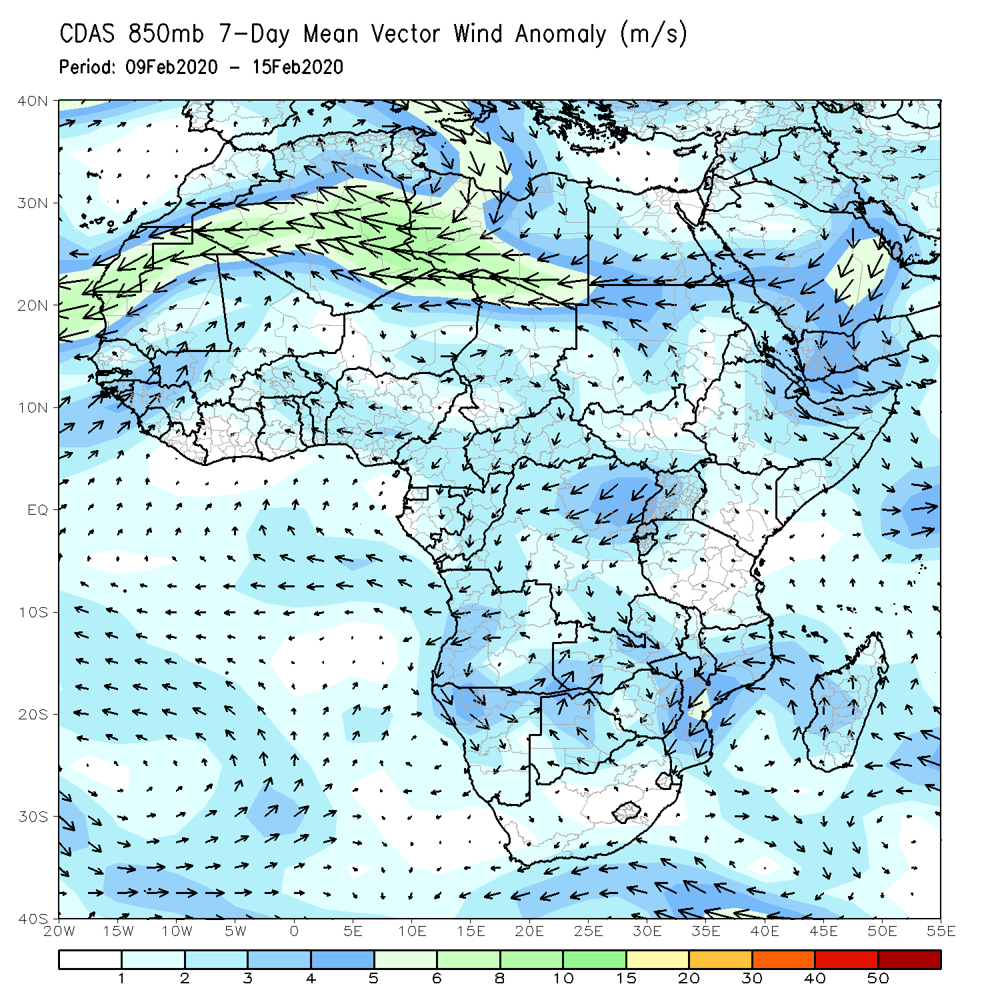 CDAS 850mb 7-Day Mean Vector Wind Anomaly (m/s)
Period: 09Feb2020 - 15Feb2020
40N
30N
20N
10N
EQ
10S
20S
30S
40S
20W 15W 10W 5W 0 5E 10E 15E 20E 25E 30E 35E 40E 45E 50E 55E
1 2 3 4 5 6 8 10 15 20 30 40 50